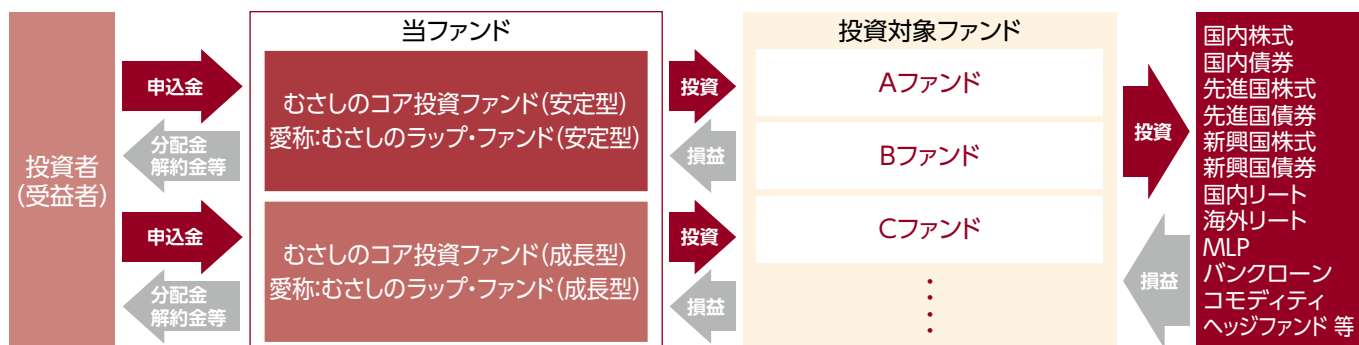 投資者
(受益者)
申込金
分配金
解約金等
申込金
分配金
解約金等
当ファンド
むさしのコア投資ファンド(安定型)
愛称:むさしのラップ・ファンド(安定型)
むさしのコア投資ファンド(成長型)
愛称:むさしのラップ・ファンド(成長型)
投資
損益
投資
損益
投資対象ファンド
Aファンド
Bファンド
Cファンド
投資
損益
国内株式
国内債券
先進国株式
先進国債券
新興国株式
新興国債券
国内リート
海外リート
MLP
バンクローン
コモディティ
ヘッジファンド 等